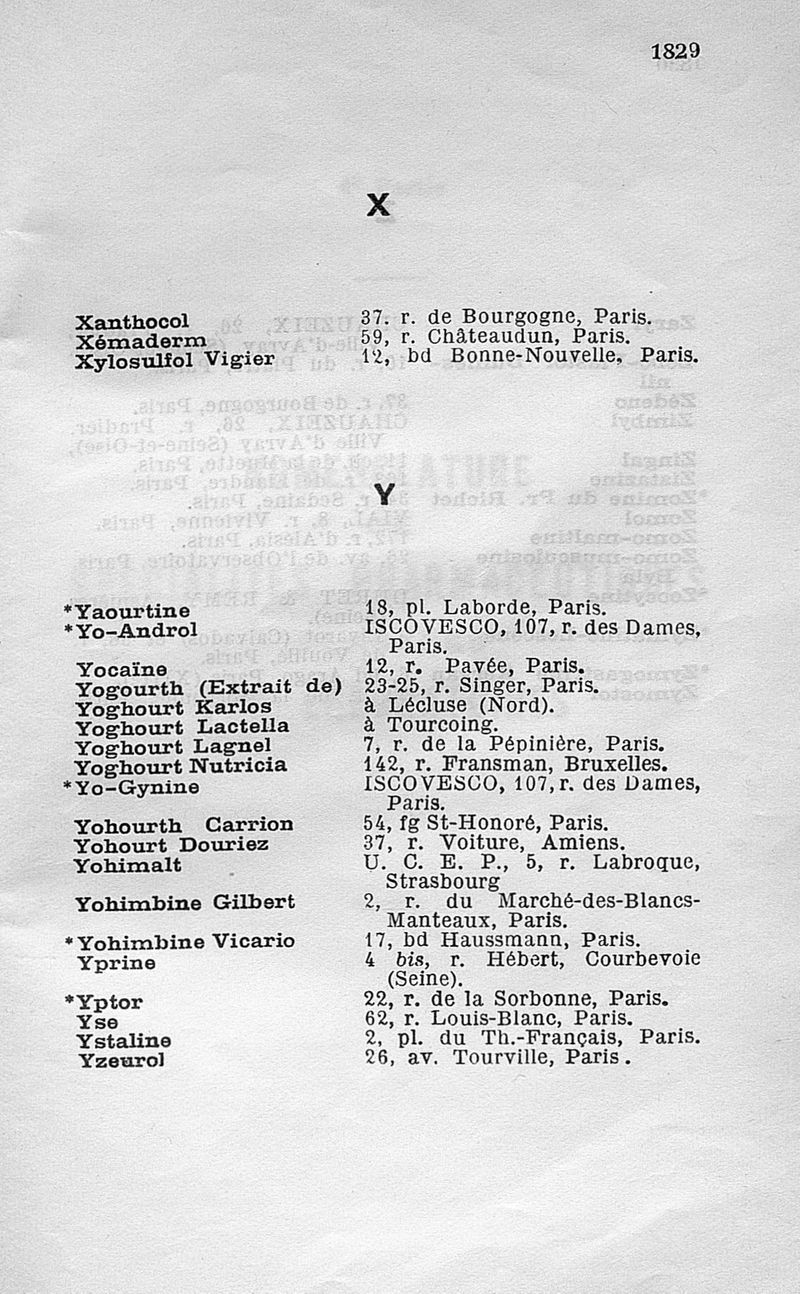 1829
X
Xanthocol 37. r. de Bourgogne, Paris.
Xémaderm 59, r. Châteaudun, Paris.
Xylosulfol Vigier 12, bd Bonne-Nouvelle, Paris.
Y
*Yaourtine 18, pl. Laborde, Paris.
*Yo-Androl ISCOVESCO, 107, r. des Dames,
Paris.
Yocaïne 12, r. Pavée, Paris.
Yogourth (Extrait de) 23-25, r. Singer, Paris.
Yoghourt Karlos à Lécluse (Nord).
Yoghourt Lactella à Tourcoing.
Yoghourt Lagnel 7, r. de la Pépinière, Paris.
Yoghourt Nutricia 142, r. Fransman, Bruxelles.
*Yo-Gynine ISCOVESCO, 107, r. des Dames,
Paris.
Yohourth Carrion 54, fg St-Honoré, Paris.
Yohourt Douriez 37, r. Voiture, Amiens.
Yohimalt U. C. E. P., 5, r. Labroque,
Strasbourg
Yohimbine Gilbert 2, r. du Marché-des-Blancs-
Manteaux, Paris.
*Yohimbine Vicario 17, bd Haussmann, Paris.
Yprine 4 bis, r. Hébert, Courbevoie
(Seine).
*Yptor 22, r. de la Sorbonne, Paris.
Yse 62, r. Louis-Blanc, Paris.
Ystaline 2, pl. du Th.-Français, Paris.
Yzeurol 26, av. Tourville, Paris.